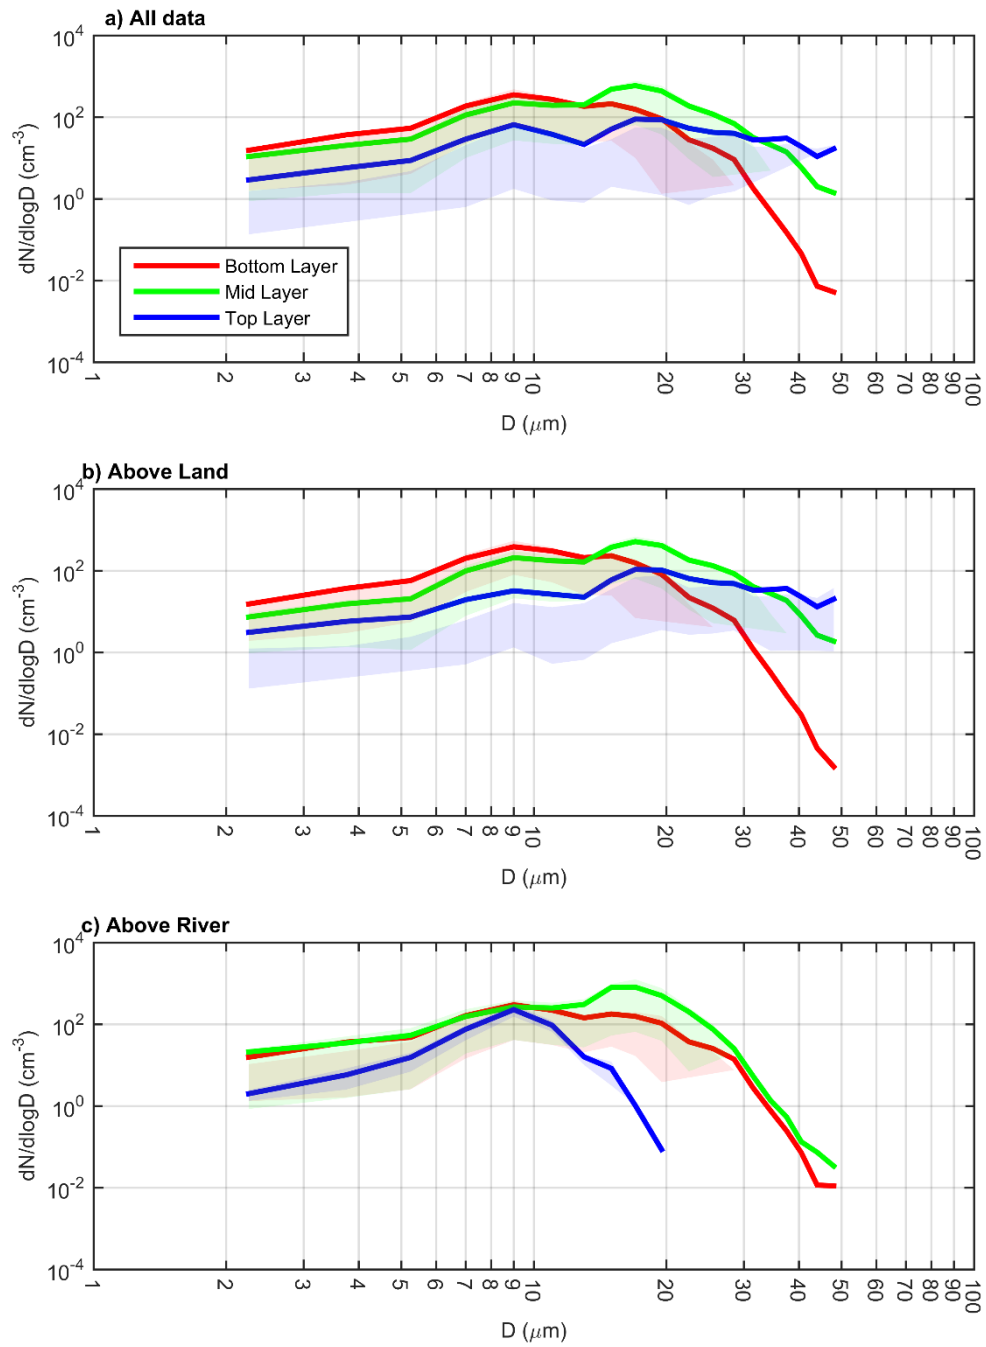 a) All data
10^4
10^2
10^0
10^-2
10^-4
dN/dlogD (cm^-3)
Bottom Layer
Mid Layer
Top Layer
1 2 3 4 5 6 7 8 9 10 20 30 40 50 60 70 80 100
D (μm)
b) Above Land
10^4
10^2
10^0
10^-2
10^-4
dN/dlogD (cm^-3)
1 2 3 4 5 6 7 8 9 10 20 30 40 50 60 70 80 100
D (μm)
c) Above River
10^4
10^2
10^0
10^-2
10^-4
dN/dlogD (cm^-3)
1 2 3 4 5 6 7 8 9 10 20 30 40 50 60 70 80 100
D (μm)